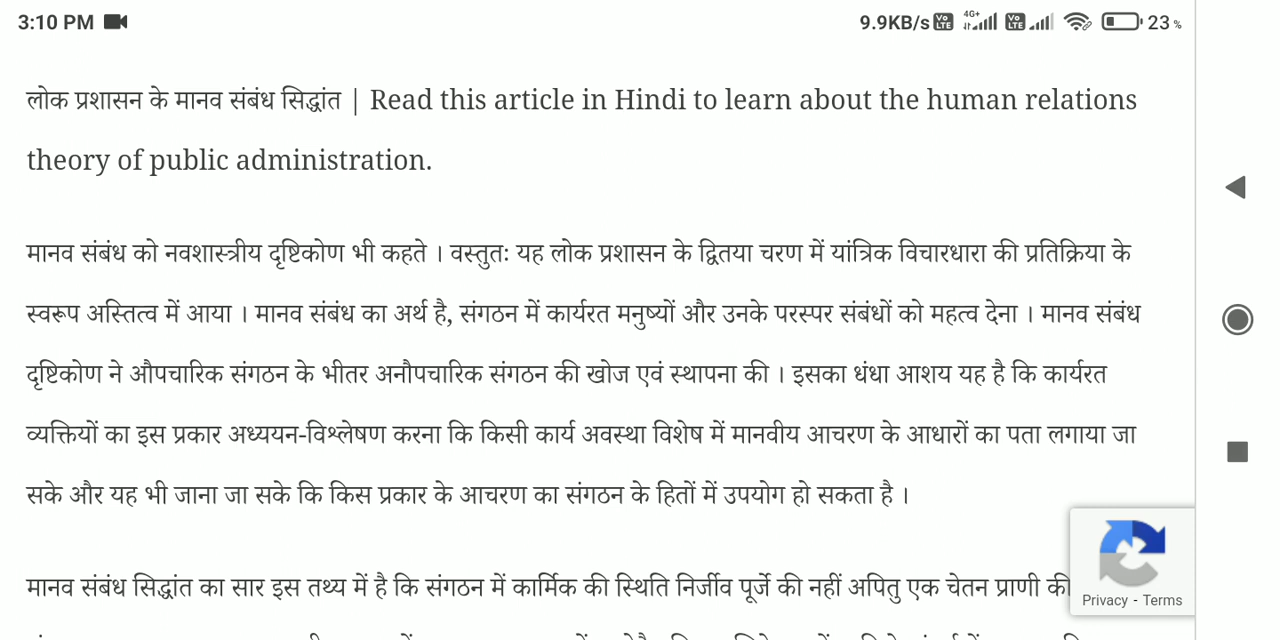 3:10 PM 9.9KB/s 4G+ 23%
लोक प्रशासन के मानव संबंध सिद्धांत | Read this article in Hindi to learn about the human relations
theory of public administration.
मानव संबंध को नवशास्त्रीय दृष्टिकोण भी कहते । वस्तुतः यह लोक प्रशासन के द्वितया चरण में यांत्रिक विचारधारा की प्रतिक्रिया के
स्वरूप अस्तित्व में आया । मानव संबंध का अर्थ है, संगठन में कार्यरत मनुष्यों और उनके परस्पर संबंधों को महत्व देना । मानव संबंध
दृष्टिकोण ने औपचारिक संगठन के भीतर अनौपचारिक संगठन की खोज एवं स्थापना की । इसका धंधा आशय यह है कि कार्यरत
व्यक्तियों का इस प्रकार अध्ययन-विश्लेषण करना कि किसी कार्य अवस्था विशेष में मानवीय आचरण के आधारों का पता लगाया जा
सके और यह भी जाना जा सके कि किस प्रकार के आचरण का संगठन के हितों में उपयोग हो सकता है ।
मानव संबंध सिद्धांत का सार इस तथ्य में है कि संगठन में कार्मिक की स्थिति निर्जीव पूर्जे की नहीं अपितु एक चेतन प्राणी की
Privacy - Terms